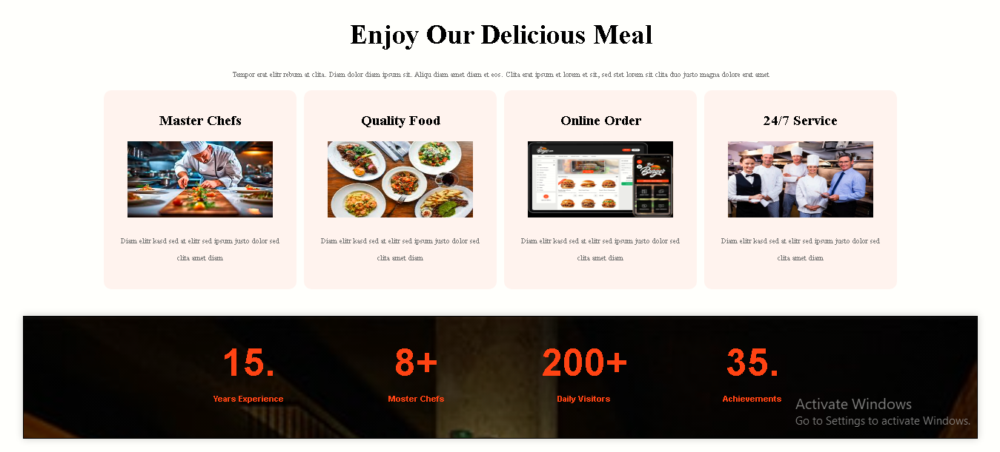 Enjoy Our Delicious Meal
Tempor erat elitr rebum at clita. Diam dolor diam ipsum sit. Aliqu diam amet diam et eos. Clita erat ipsum et lorem et sit, sed stet lorem sit clita duo justo magna dolore erat amet
Master Chefs
Quality Food
Online Order
24/7 Service
Burger
Diam elitr kasd sed at elitr sed ipsum justo dolor sed
clita amet diam
Diam elitr kasd sed at elitr sed ipsum justo dolor sed
clita amet diam
Diam elitr kasd sed at elitr sed ipsum justo dolor sed
clita amet diam
Diam elitr kasd sed at elitr sed ipsum justo dolor sed
clita amet diam
15.
8+
200+
35.
Years Experience
Moster Chefs
Daily Visitors
Achievements
Activate Windows
Go to Settings to activate Windows.